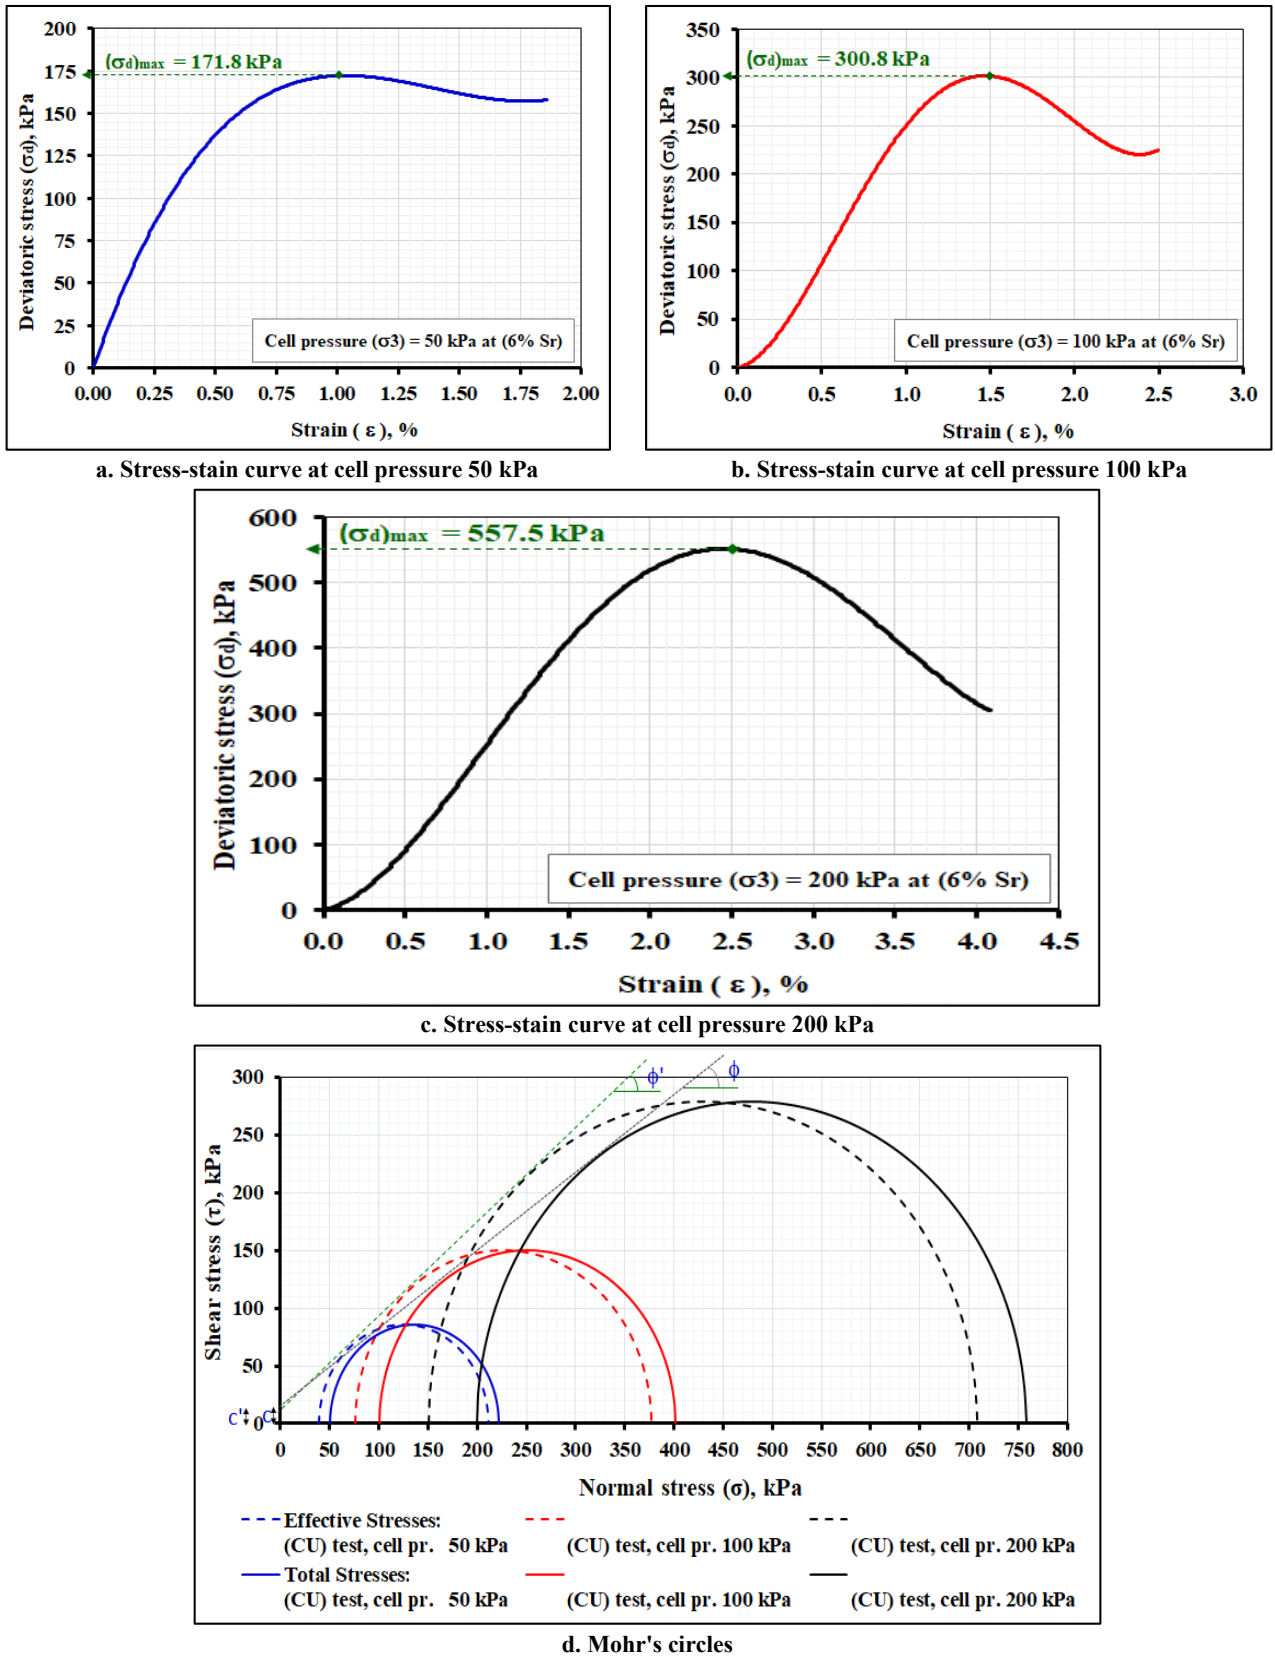 200
175
150
125
100
75
50
25
0
(σd)max = 171.8 kPa
Deviatoric stress (σd), kPa
Cell pressure (σ3) = 50 kPa at (6% Sr)
0.00 0.25 0.50 0.75 1.00 1.25 1.50 1.75 2.00
Strain ( ε ), %
a. Stress-stain curve at cell pressure 50 kPa
350
300
250
200
150
100
50
0
(σd)max = 300.8 kPa
Deviatoric stress (σd), kPa
Cell pressure (σ3) = 100 kPa at (6% Sr)
0.0 0.5 1.0 1.5 2.0 2.5 3.0
Strain ( ε ), %
b. Stress-stain curve at cell pressure 100 kPa
600
500
400
300
200
100
0
(σd)max = 557.5 kPa
Deviatoric stress (σd), kPa
Cell pressure (σ3) = 200 kPa at (6% Sr)
0.0 0.5 1.0 1.5 2.0 2.5 3.0 3.5 4.0 4.5
Strain ( ε ), %
c. Stress-stain curve at cell pressure 200 kPa
300
250
200
150
100
50
0
ϕ' ϕ
Shear stress (τ), kPa
C' C
0 50 100 150 200 250 300 350 400 450 500 550 600 650 700 750 800
Normal stress (σ), kPa
Effective Stresses:
(CU) test, cell pr. 50 kPa (CU) test, cell pr. 100 kPa (CU) test, cell pr. 200 kPa
Total Stresses:
(CU) test, cell pr. 50 kPa (CU) test, cell pr. 100 kPa (CU) test, cell pr. 200 kPa
d. Mohr's circles